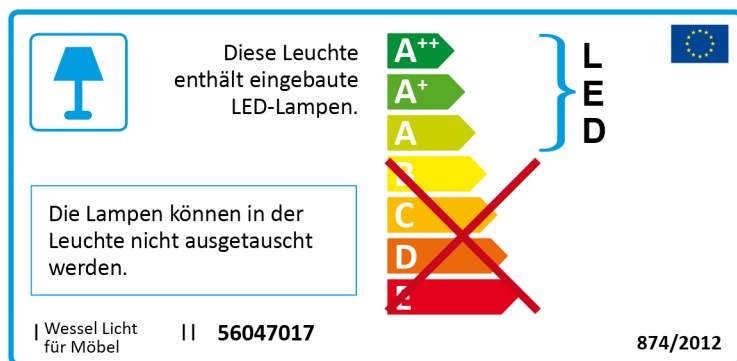 Diese Leuchte
enthält eingebaute
LED-Lampen.
A++
A+
A
B
C
D
E
L
E
D
Die Lampen können in der
Leuchte nicht ausgetauscht
werden.
I Wessel Licht
für Möbel
II 56047017
874/2012